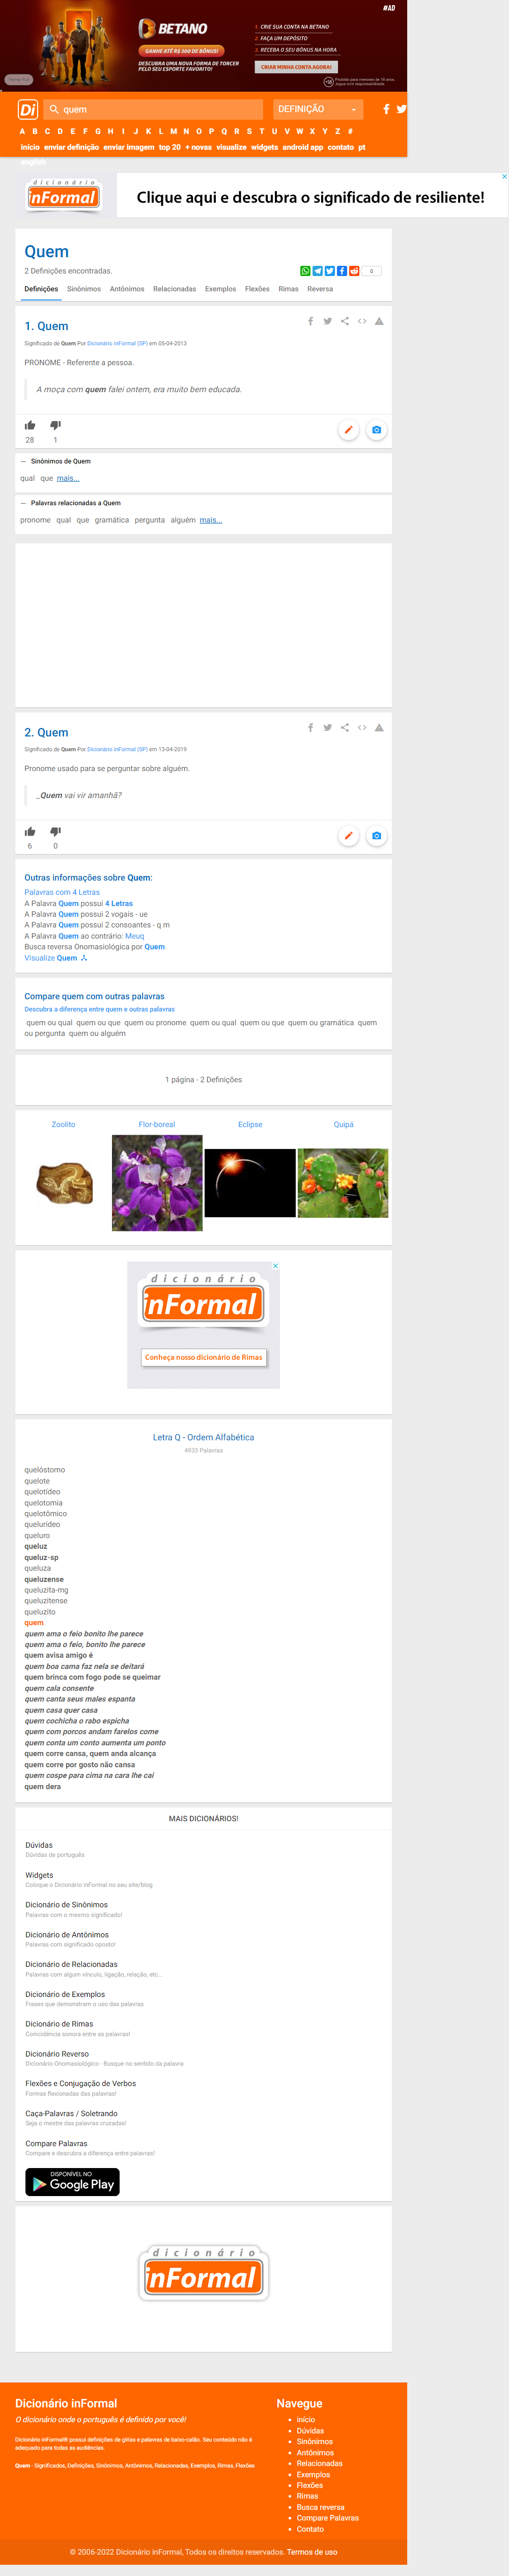 #AD
BETANO
GANHE ATÉ R$ 500 DE BÔNUS!
DESCUBRA UMA NOVA FORMA DE TORCER
PELO SEU ESPORTE FAVORITO!
1. CRIE SUA CONTA NA BETANO
2. FAÇA UM DEPÓSITO
3. RECEBA O SEU BÔNUS NA HORA
CRIAR MINHA CONTA AGORA!
+18 Proibido para menores de 18 anos.
Jogue com responsabilidade.
Di quem DEFINIÇÃO
A B C D E F G H I J K L M N O P Q R S T U V W X Y Z #
início enviar definição enviar imagem top 20 + novas visualize widgets android app contato pt
english
dicionário
inFormal
Clique aqui e descubra o significado de resiliente!
Quem
2 Definições encontradas.
0
Definições Sinônimos Antônimos Relacionadas Exemplos Flexões Rimas Reversa
1. Quem
Significado de Quem Por Dicionário inFormal (SP) em 05-04-2013
PRONOME - Referente a pessoa.
A moça com quem falei ontem, era muito bem educada.
28 1
— Sinônimos de Quem
qual que mais...
— Palavras relacionadas a Quem
pronome qual que gramática pergunta alguém mais...
2. Quem
Significado de Quem Por Dicionário inFormal (SP) em 13-04-2019
Pronome usado para se perguntar sobre alguém.
_Quem vai vir amanhã?
6 0
Outras informações sobre Quem:
Palavras com 4 Letras
A Palavra Quem possui 4 Letras
A Palavra Quem possui 2 vogais - ue
A Palavra Quem possui 2 consoantes - q m
A Palavra Quem ao contrário: Meuq
Busca reversa Onomasiológica por Quem
Visualize Quem
Compare quem com outras palavras
Descubra a diferença entre quem e outras palavras
quem ou qual quem ou que quem ou pronome quem ou qual quem ou que quem ou gramática quem
ou pergunta quem ou alguém
1 página - 2 Definições
Zoolito Flor-boreal Eclipse Quipá
dicionário
inFormal
Conheça nosso dicionário de Rimas
Letra Q - Ordem Alfabética
4933 Palavras
quelóstomo
quelote
quelotídeo
quelotomia
quelotômico
quelurídeo
queluro
queluz
queluz-sp
queluza
queluzense
queluzita-mg
queluzitense
queluzito
quem
quem ama o feio bonito lhe parece
quem ama o feio, bonito lhe parece
quem avisa amigo é
quem boa cama faz nela se deitará
quem brinca com fogo pode se queimar
quem cala consente
quem canta seus males espanta
quem casa quer casa
quem cochicha o rabo espicha
quem com porcos andam farelos come
quem conta um conto aumenta um ponto
quem corre cansa, quem anda alcança
quem corre por gosto não cansa
quem cospe para cima na cara lhe cai
quem dera
MAIS DICIONÁRIOS!
Dúvidas
Dúvidas de português
Widgets
Coloque o Dicionário inFormal no seu site/blog
Dicionário de Sinônimos
Palavras com o mesmo significado!
Dicionário de Antônimos
Palavras com significado oposto!
Dicionário de Relacionadas
Palavras com algum vínculo, ligação, relação, etc...
Dicionário de Exemplos
Frases que demonstram o uso das palavras
Dicionário de Rimas
Coincidência sonora entre as palavras!
Dicionário Reverso
Dicionário Onomasiológico - Busque no sentido da palavra
Flexões e Conjugação de Verbos
Formas flexionadas das palavras!
Caça-Palavras / Soletrando
Seja o mestre das palavras cruzadas!
Compare Palavras
Compare e descubra a diferença entre palavras!
DISPONÍVEL NO
Google Play
dicionário
inFormal
Dicionário inFormal
O dicionário onde o português é definido por você!
Dicionário inFormal® possui definições de gírias e palavras de baixo-calão. Seu conteúdo não é
adequado para todas as audiências.
Quem - Significados, Definições, Sinônimos, Antônimos, Relacionadas, Exemplos, Rimas, Flexões
Navegue
início
Dúvidas
Sinônimos
Antônimos
Relacionadas
Exemplos
Flexões
Rimas
Busca reversa
Compare Palavras
Contato
© 2006-2022 Dicionário inFormal, Todos os direitos reservados. Termos de uso